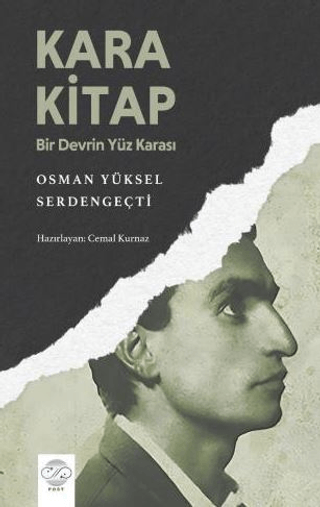 KARA
KİTAP
Bir Devrin Yüz Karası
OSMAN YÜKSEL
SERDENGEÇTİ
Hazırlayan: Cemal Kurnaz
POST